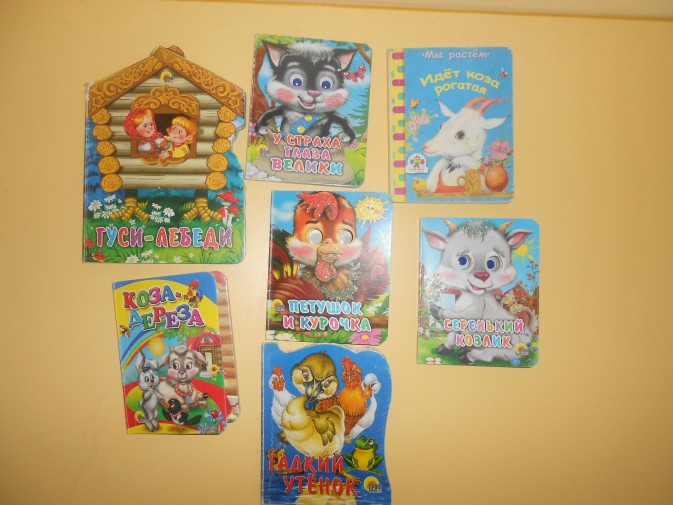 ГУСИ-ЛЕБЕДИ
У СТРАХА
ГЛАЗА
ВЕЛИКИ
Мы растём
Идёт коза
рогатая
КОЗА-
ДЕРЕЗА
ПЕТУШОК
И КУРОЧКА
СЕРЕНЬКИЙ
КОЗЛИК
ГАДКИЙ
УТЁНОК